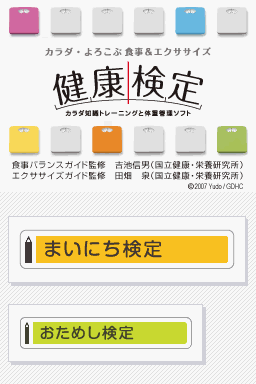 カラダ・よろこぶ 食事＆エクササイズ
健康検定
カラダ知識トレーニングと体重管理ソフト
食事バランスガイド監修　吉池信男（国立健康・栄養研究所）
エクササイズガイド監修　田畑　泉（国立健康・栄養研究所）
©2007 Yudo / GDHC
まいにち検定
おためし検定